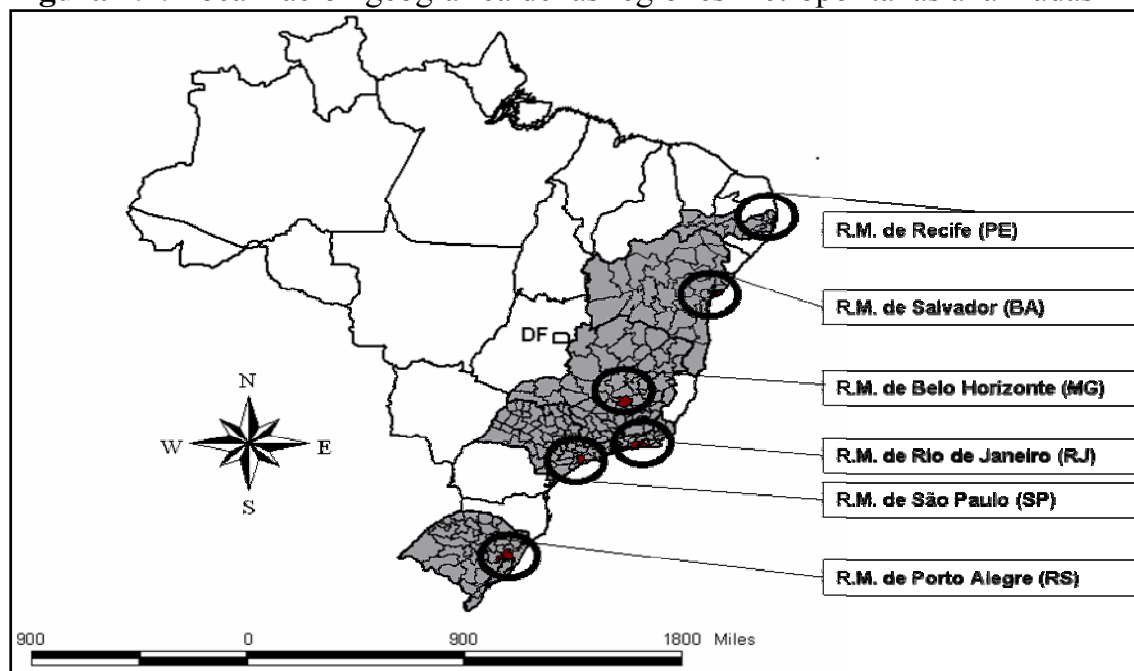 R.M. de Recife (PE)
R.M. de Salvador (BA)
DF
R.M. de Belo Horizonte (MG)
N
W
E
S
R.M. de Rio de Janeiro (RJ)
R.M. de São Paulo (SP)
R.M. de Porto Alegre (RS)
900 0 900 1800 Miles